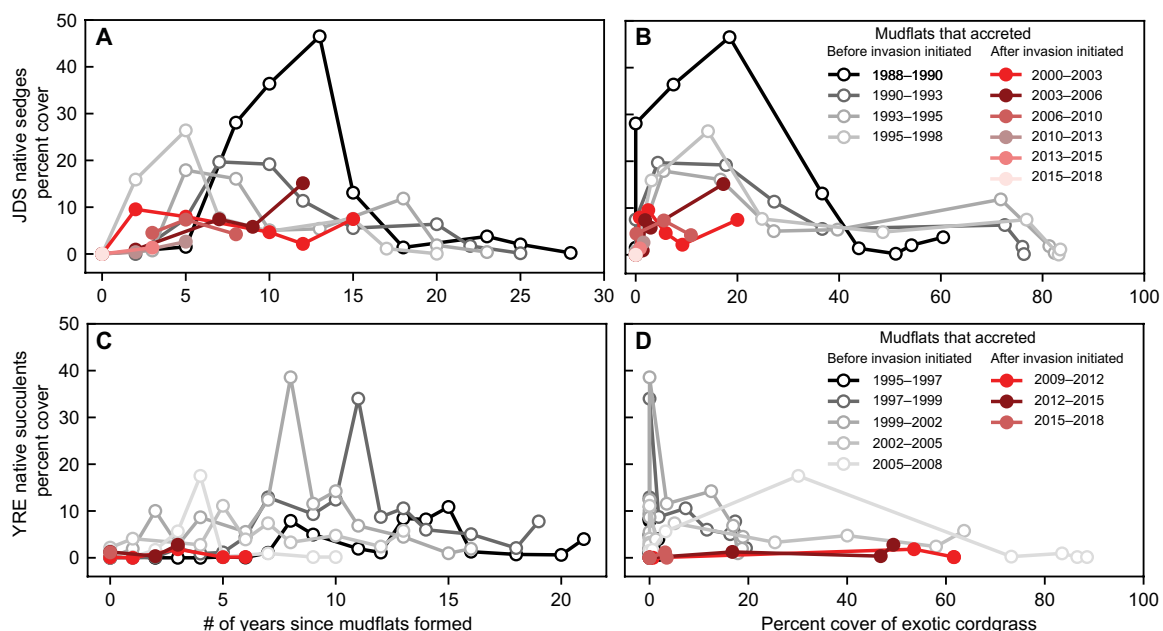 50
40
30
20
10
0
A
B
JDS native sedges
percent cover
Mudflats that accreted
Before invasion initiated
After invasion initiated
1988–1990
1990–1993
1993–1995
1995–1998
2000–2003
2003–2006
2006–2010
2010–2013
2013–2015
2015–2018
0 5 10 15 20 25 30
0 20 40 60 80 100
50
40
30
20
10
0
C
D
YRE native succulents
percent cover
Mudflats that accreted
Before invasion initiated
After invasion initiated
1995–1997
1997–1999
1999–2002
2002–2005
2005–2008
2009–2012
2012–2015
2015–2018
0 5 10 15 20
0 20 40 60 80 100
# of years since mudflats formed
Percent cover of exotic cordgrass